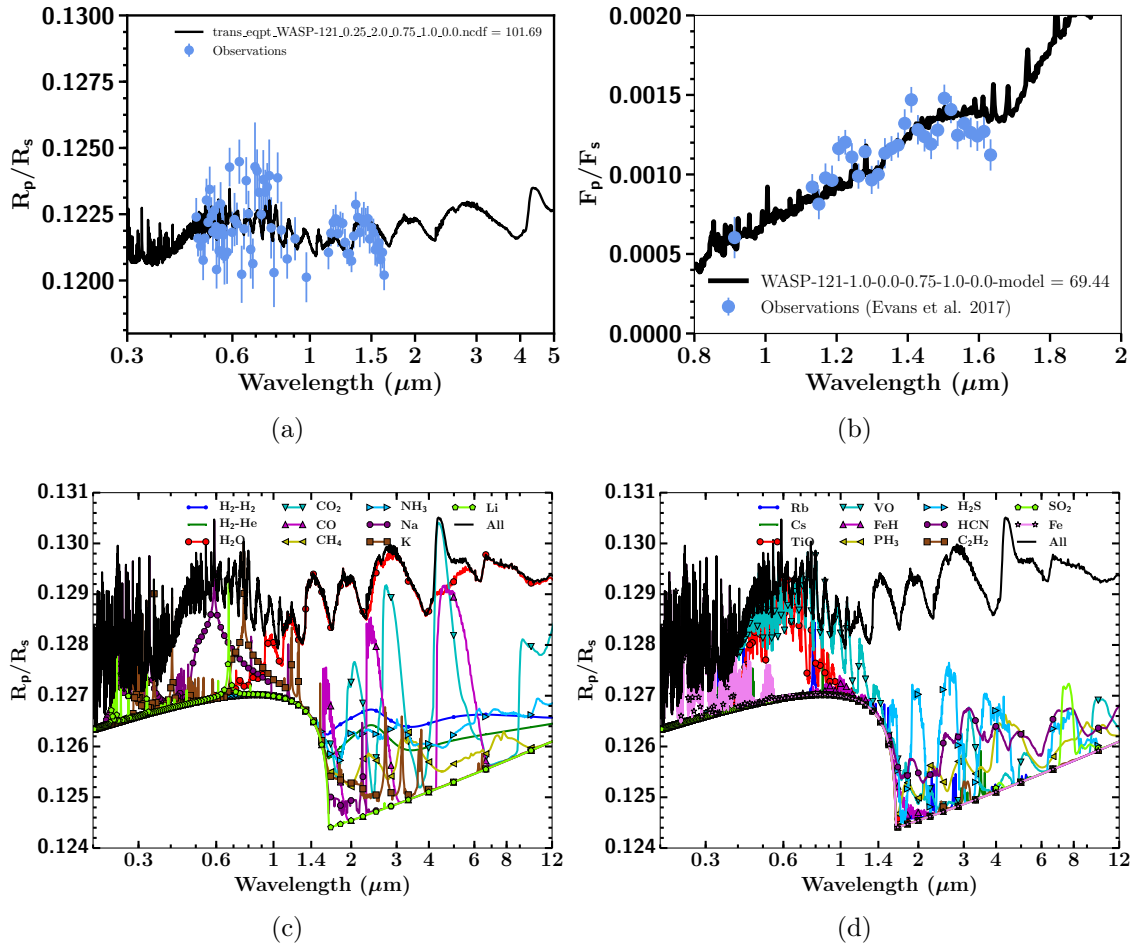 0.1300
0.1275
0.1250
0.1225
0.1200
R_p/R_s
trans_eqpt_WASP-121_0.25_2.0_0.75_1.0_0.0.ncdf = 101.69
Observations
0.3 0.6 1 1.5 2 3 4 5
Wavelength (μm)
(a)
0.0020
0.0015
0.0010
0.0005
0.0000
F_p/F_s
WASP-121-1.0-0.0-0.75-1.0-0.0-model = 69.44
Observations (Evans et al. 2017)
0.8 1 1.2 1.4 1.6 1.8 2
Wavelength (μm)
(b)
0.131
0.130
0.129
0.128
0.127
0.126
0.125
0.124
R_p/R_s
H₂-H₂ CO₂ NH₃ Li
H₂-He CO Na All
H₂O CH₄ K
0.3 0.6 1 1.4 2 3 4 6 8 12
Wavelength (μm)
(c)
0.131
0.130
0.129
0.128
0.127
0.126
0.125
0.124
R_p/R_s
Rb VO H₂S SO₂
Cs FeH HCN Fe
TiO PH₃ C₂H₂ All
0.3 0.6 1 1.4 2 3 4 6 8 12
Wavelength (μm)
(d)